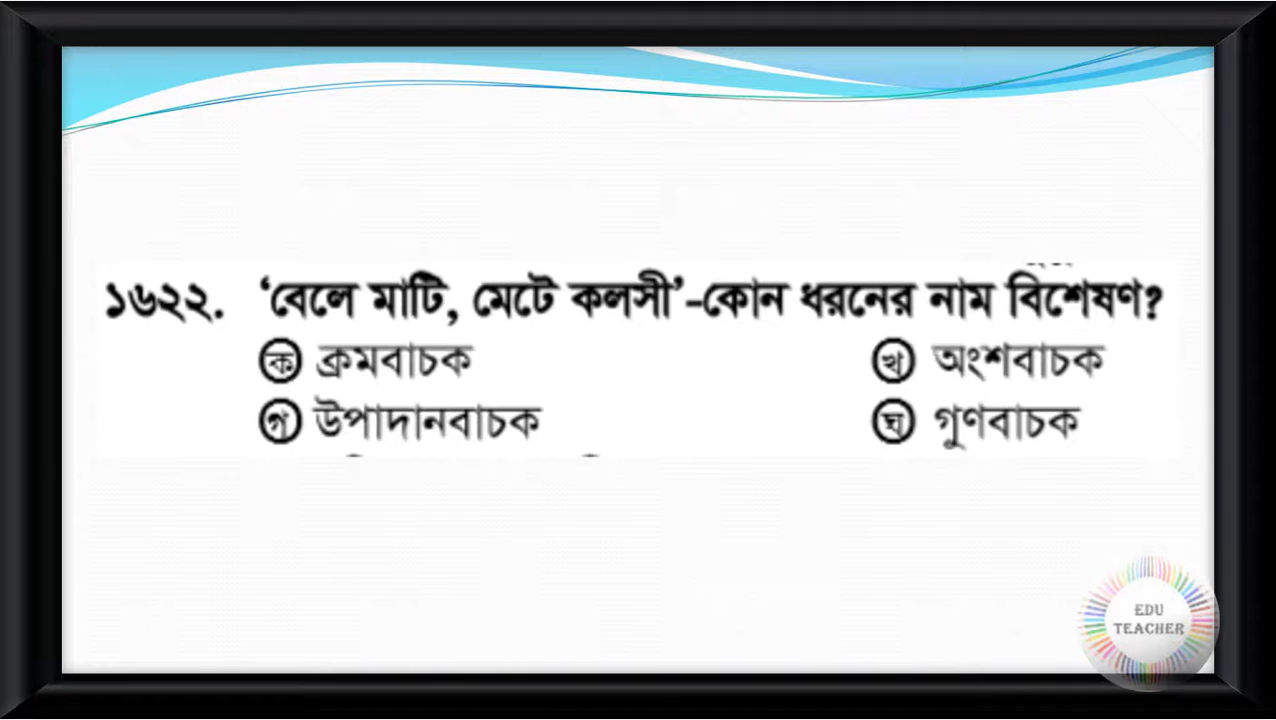 ১৬২২. ‘বেলে মাটি, মেটে কলসী’-কোন ধরনের নাম বিশেষণ?
ক ক্রমবাচক খ অংশবাচক
গ উপাদানবাচক ঘ গুণবাচক
EDU
TEACHER